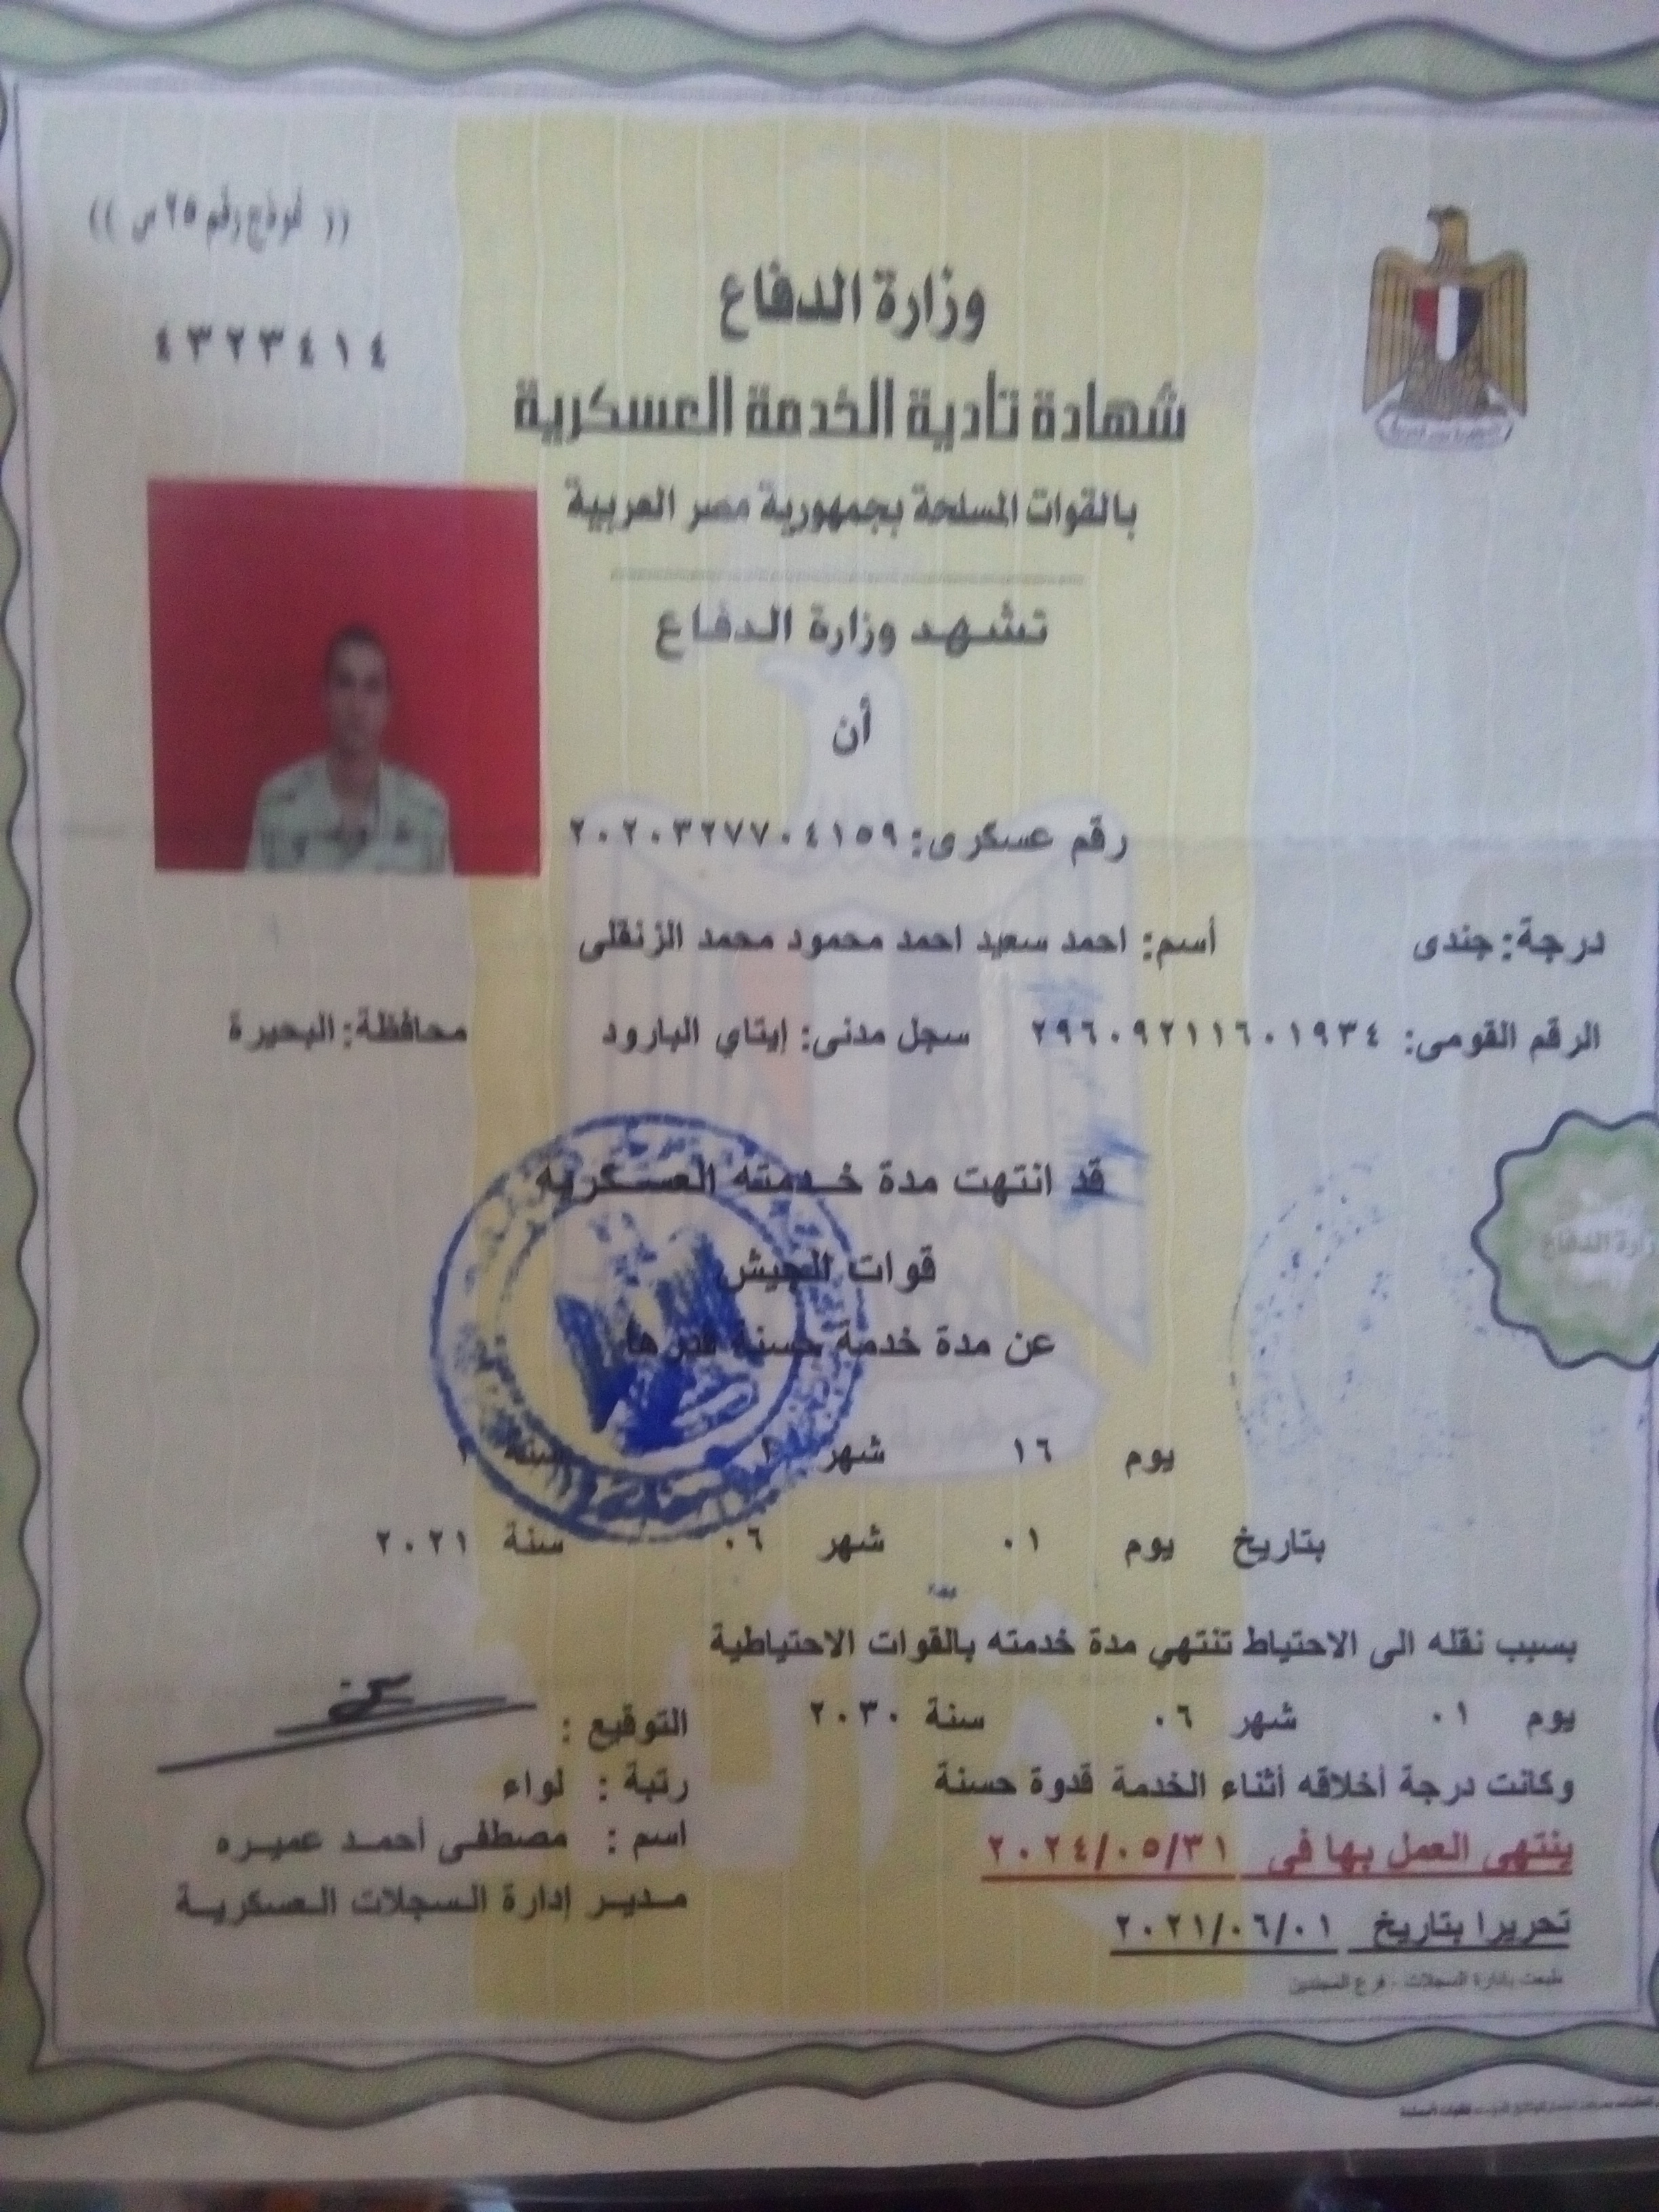 (( نموذج رقم ٢٥ س ))
٤٣٢٣٤١٤
وزارة الدفاع
شهادة تأدية الخدمة العسكرية
بالقوات المسلحة بجمهورية مصر العربية
تشهد وزارة الدفاع
أن
رقم عسكرى: ٢٠٢٠٣٢٧٧٠٤١٥٩
درجة: جندى أسم: احمد سعيد احمد محمود محمد الزنقلى
الرقم القومى: ٢٩٦٠٩٢١١٦٠١٩٣٤ سجل مدنى: إيتاي البارود محافظة: البحيرة
قد انتهت مدة خدمته العسكرية
قوات الجيش
عن مدة خدمة حسنة قدرها
يوم ١٦ شهر سنة ١
بتاريخ يوم ٠١ شهر ٠٦ سنة ٢٠٢١
بسبب نقله الى الاحتياط تنتهي مدة خدمته بالقوات الاحتياطية
يوم ٠١ شهر ٠٦ سنة ٢٠٣٠
وكانت درجة أخلاقه أثناء الخدمة قدوة حسنة
ينتهى العمل بها فى ٢٠٢٤/٠٥/٣١
تحريرا بتاريخ ٢٠٢١/٠٦/٠١
طبعت بإدارة السجلات - فرع المجندين
التوقيع :
رتبة : لواء
اسم : مصطفى أحمد عميره
مدير إدارة السجلات العسكرية
وزارة الدفاع